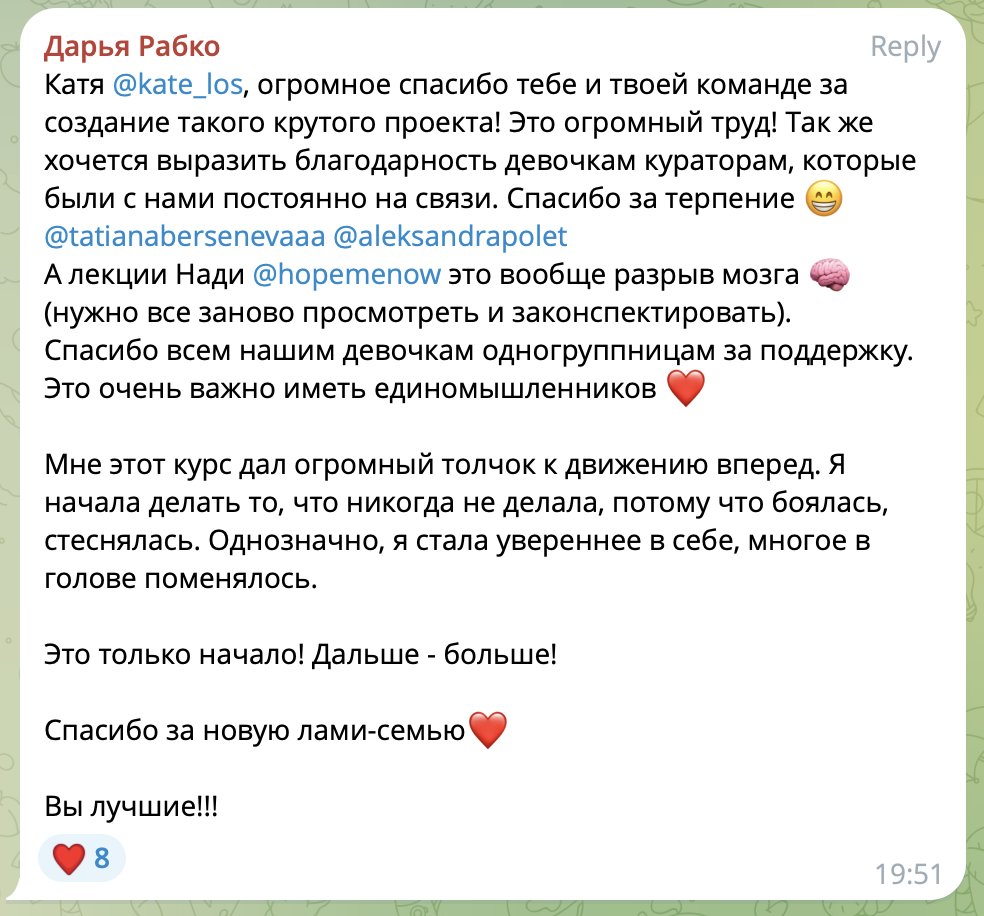 Дарья Рабко Reply
Катя @kate_los, огромное спасибо тебе и твоей команде за
создание такого крутого проекта! Это огромный труд! Так же
хочется выразить благодарность девочкам кураторам, которые
были с нами постоянно на связи. Спасибо за терпение 😁
@tatianabersenevaaa @aleksandrapolet
А лекции Нади @hopemenow это вообще разрыв мозга 🧠
(нужно все заново просмотреть и законспектировать).
Спасибо всем нашим девочкам одногруппницам за поддержку.
Это очень важно иметь единомышленников ❤️
Мне этот курс дал огромный толчок к движению вперед. Я
начала делать то, что никогда не делала, потому что боялась,
стеснялась. Однозначно, я стала увереннее в себе, многое в
голове поменялось.
Это только начало! Дальше - больше!
Спасибо за новую лами-семью❤️
Вы лучшие!!!
❤️ 8
19:51